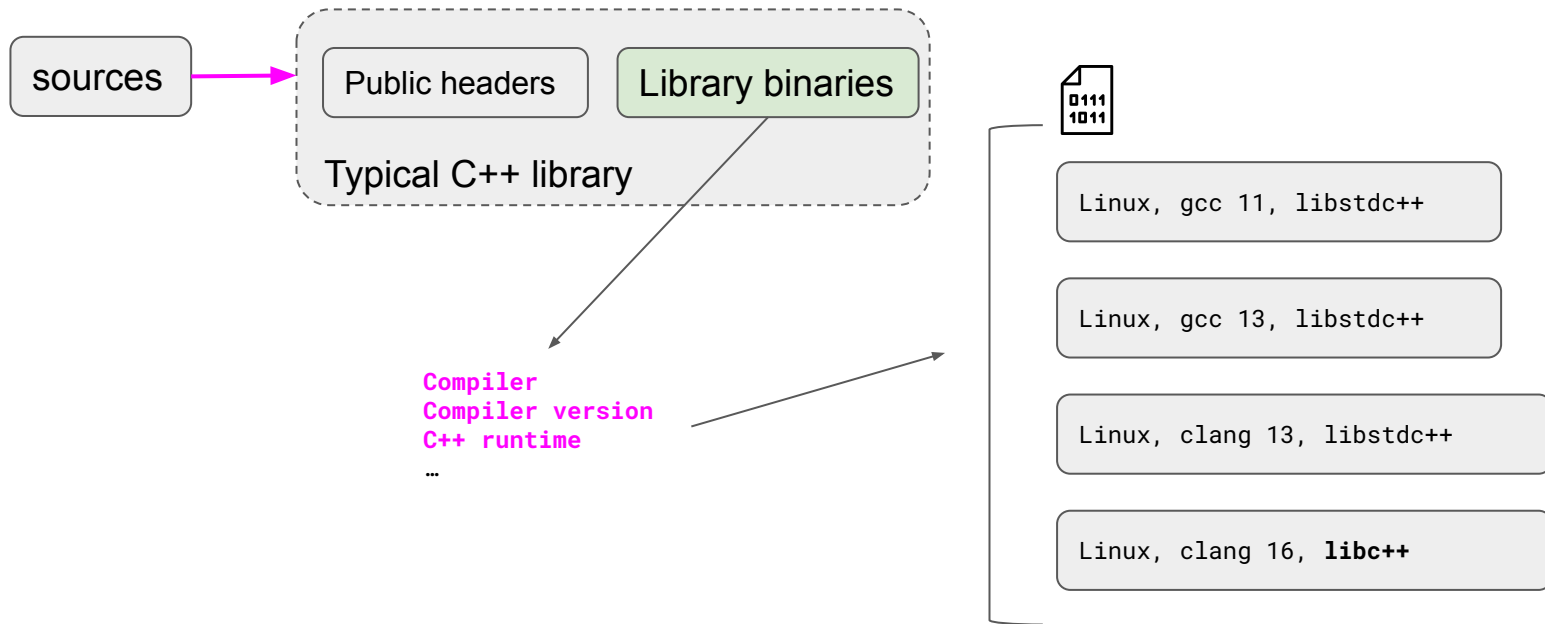 sources
Public headers
Library binaries
Typical C++ library
0111
1011
Linux, gcc 11, libstdc++
Linux, gcc 13, libstdc++
Compiler
Compiler version
C++ runtime
…
Linux, clang 13, libstdc++
Linux, clang 16, libc++